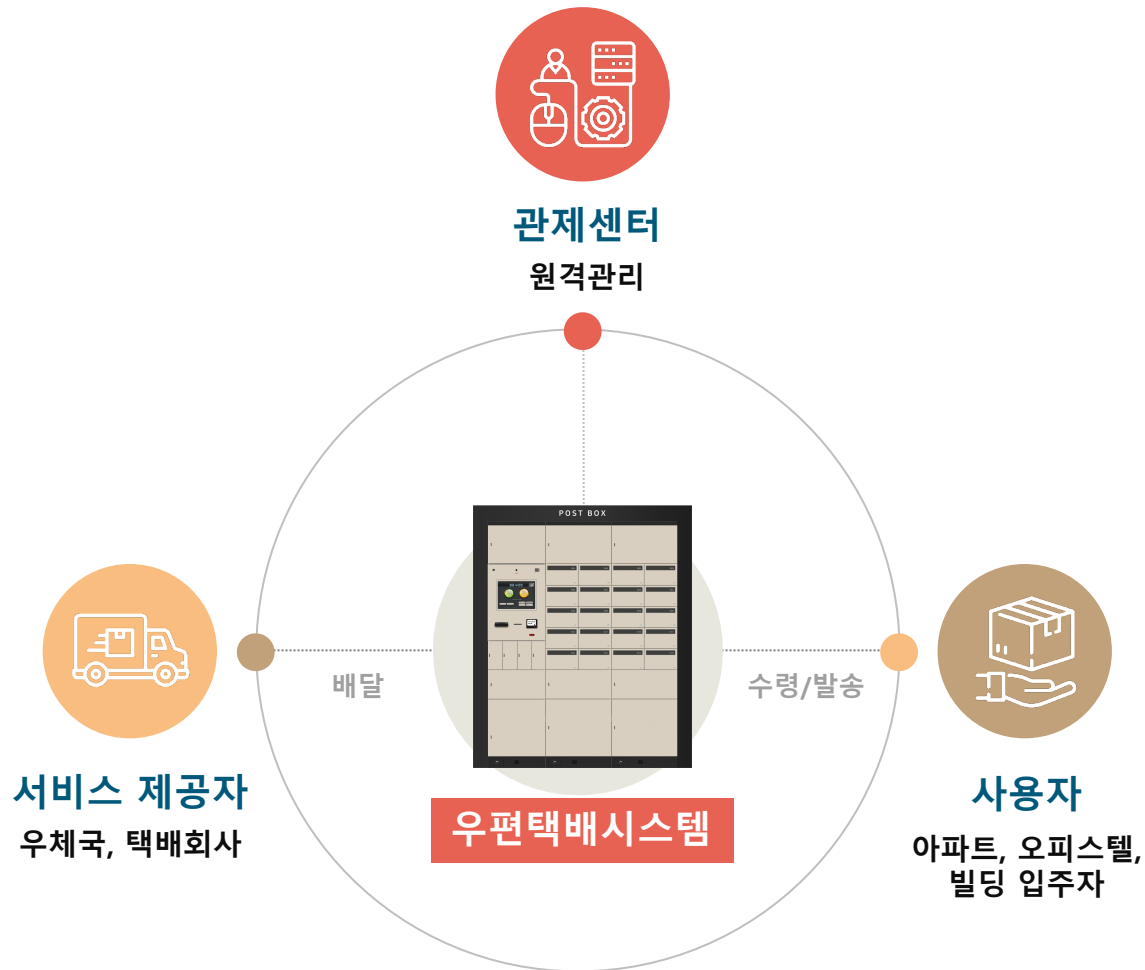 관제센터
원격관리
POST BOX
배달
수령/발송
서비스 제공자
우체국, 택배회사
우편택배시스템
사용자
아파트, 오피스텔,
빌딩 입주자